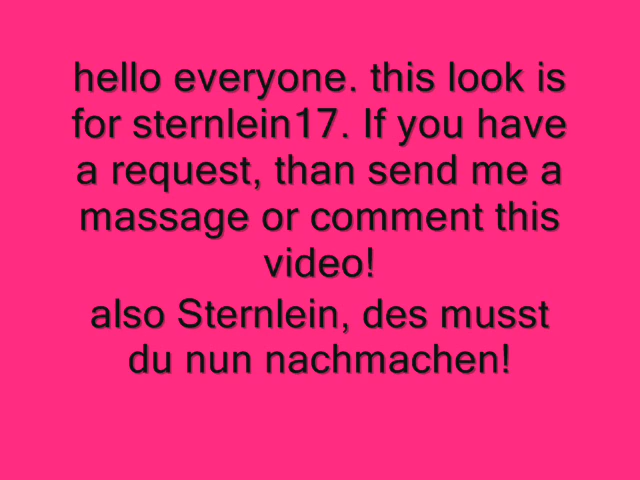 hello everyone. this look is
for sternlein17. If you have
a request, than send me a
massage or comment this
video!
also Sternlein, des musst
du nun nachmachen!